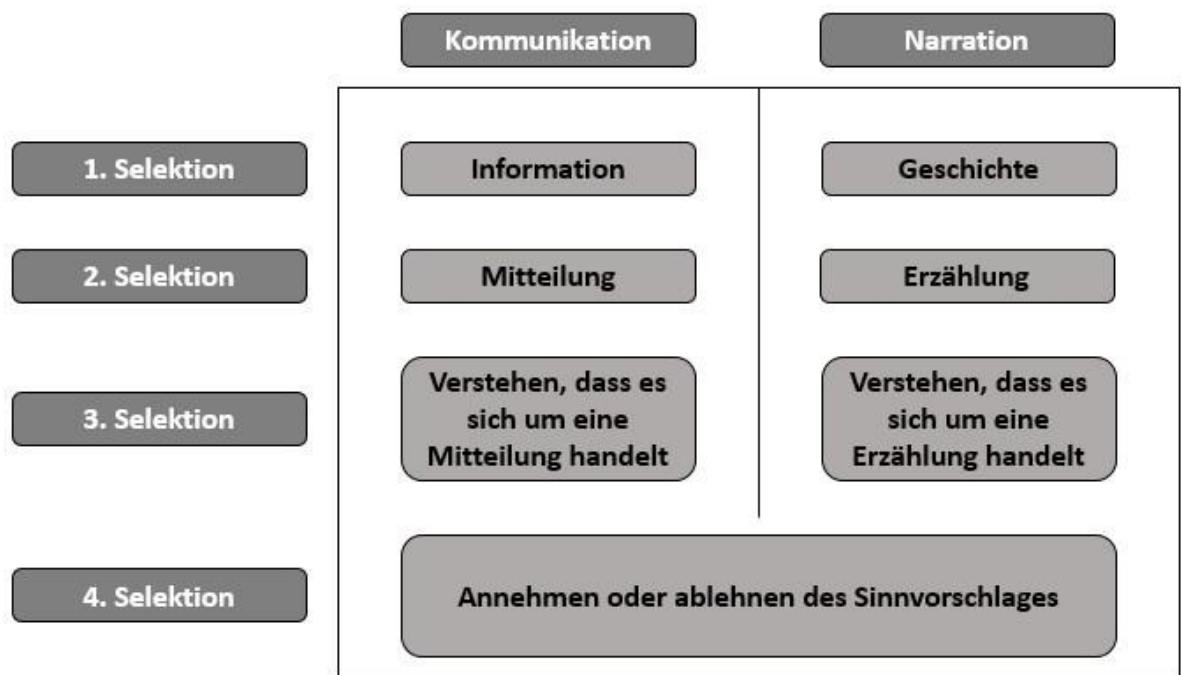 Kommunikation Narration
1. Selektion Information Geschichte
2. Selektion Mitteilung Erzählung
3. Selektion
Verstehen, dass es
sich um eine
Mitteilung handelt
Verstehen, dass es
sich um eine
Erzählung handelt
4. Selektion Annehmen oder ablehnen des Sinnvorschlages